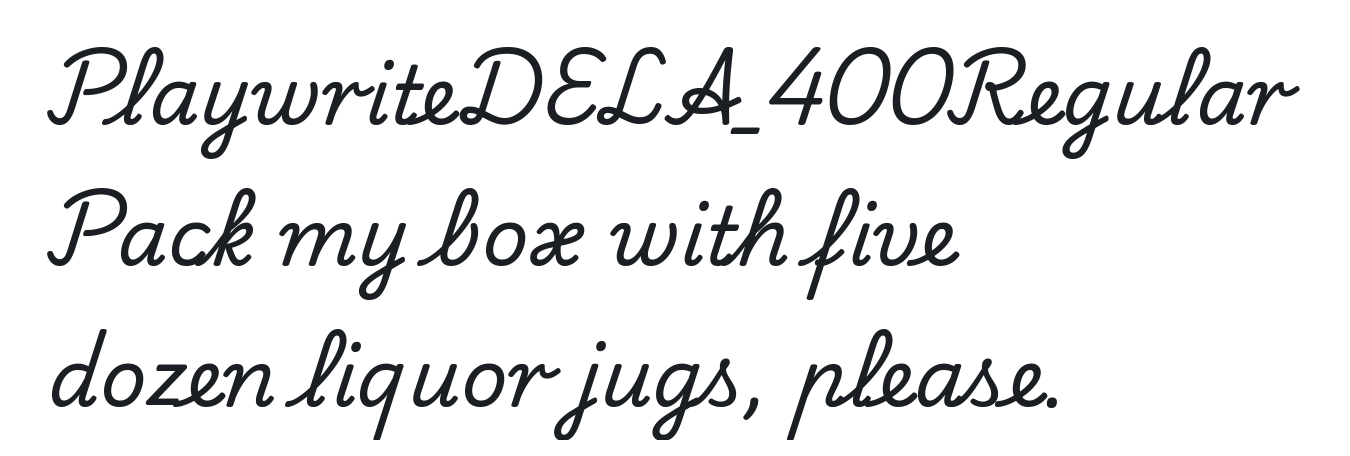 PlaywriteDELA_400Regular
Pack my box with five
dozen liquor jugs, please.